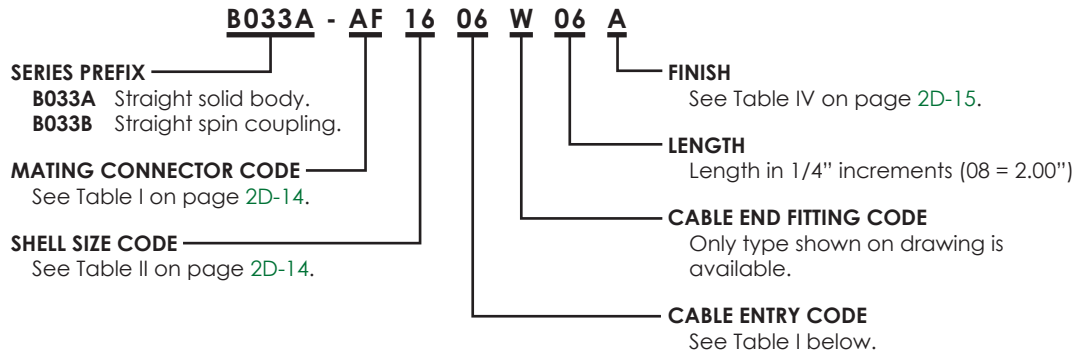 B033A - AF 16 06 W 06 A
SERIES PREFIX
B033A Straight solid body.
B033B Straight spin coupling.
MATING CONNECTOR CODE
See Table I on page 2D-14.
SHELL SIZE CODE
See Table II on page 2D-14.
FINISH
See Table IV on page 2D-15.
LENGTH
Length in 1/4” increments (08 = 2.00”)
CABLE END FITTING CODE
Only type shown on drawing is
available.
CABLE ENTRY CODE
See Table I below.